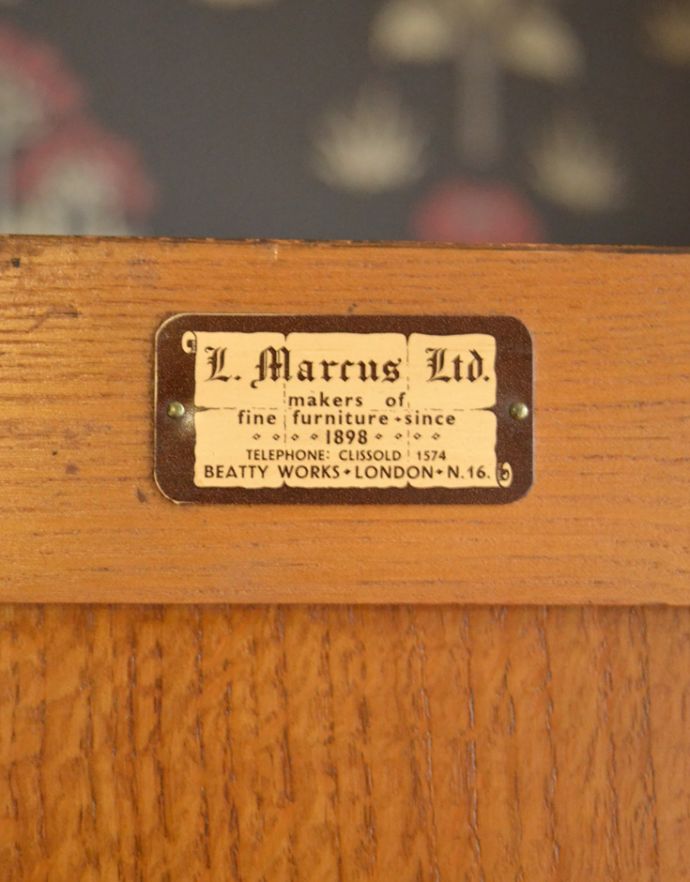 L. Marcus Ltd.
makers of
fine furniture - since
1898
TELEPHONE: CLISSOLD 1574
BEATTY WORKS • LONDON • N.16.